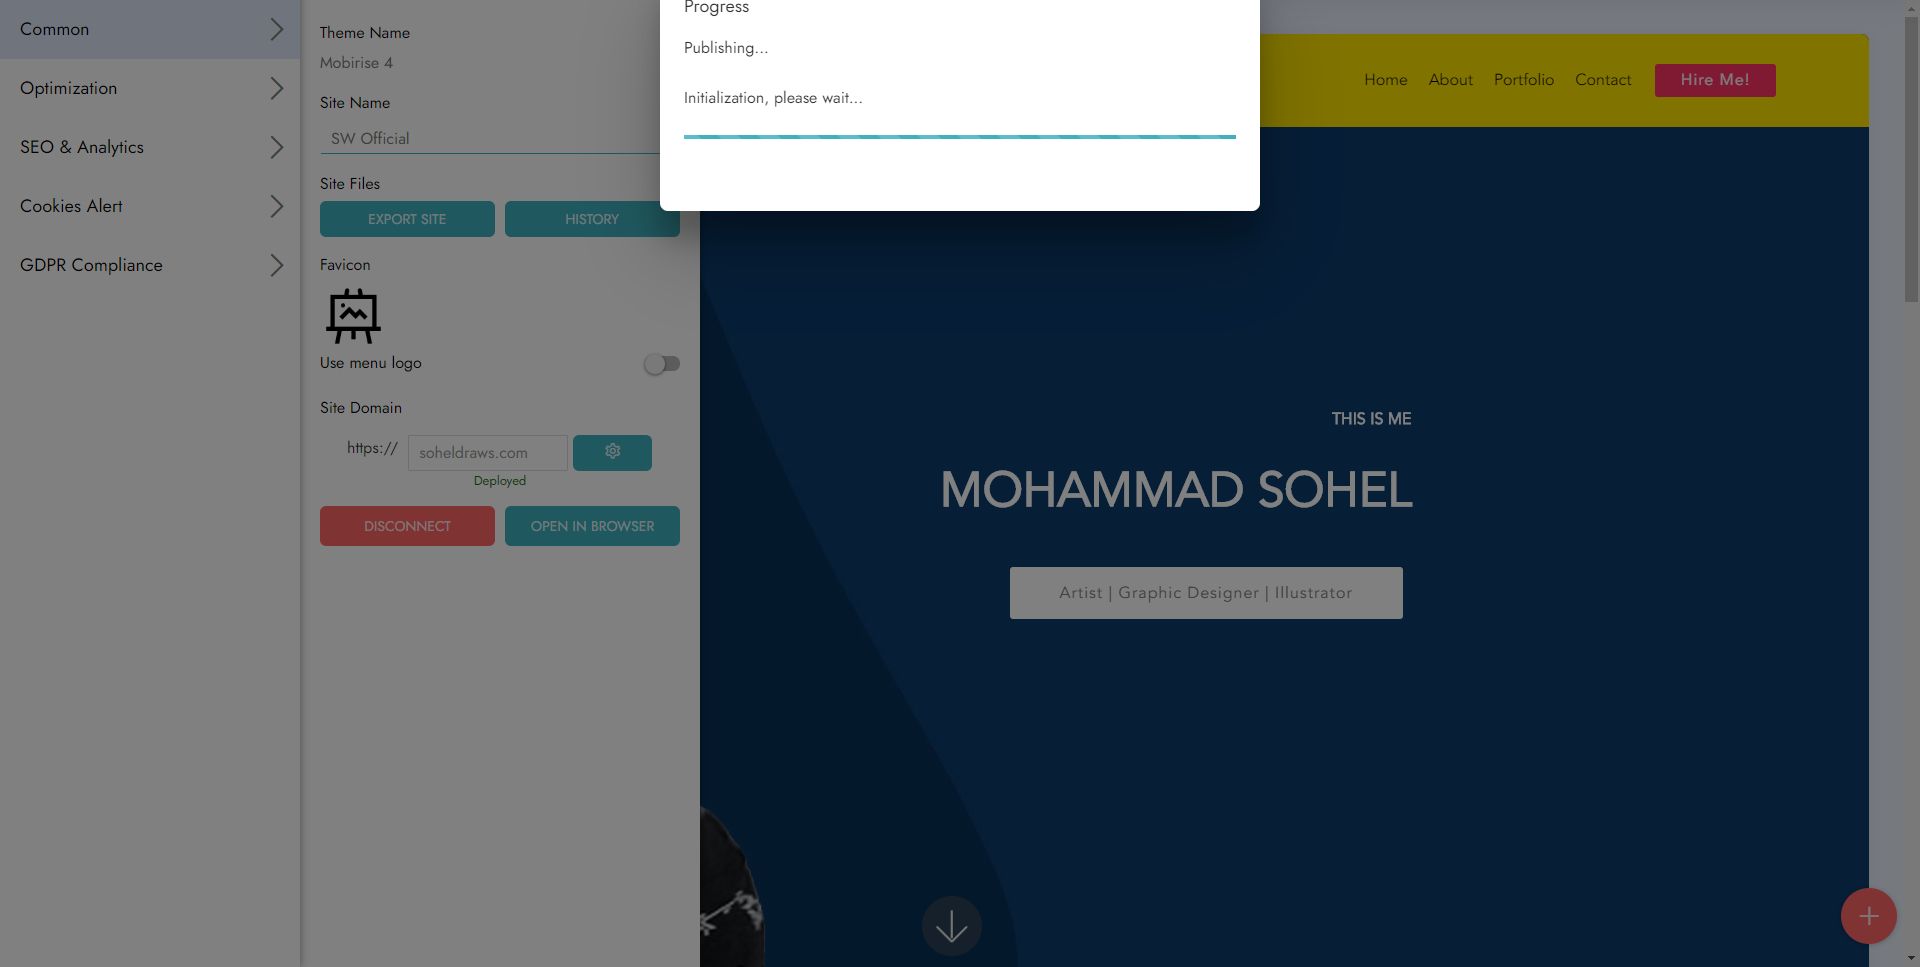 Common
Optimization
SEO & Analytics
Cookies Alert
GDPR Compliance
Theme Name
Mobirise 4
Site Name
SW Official
Site Files
EXPORT SITE
HISTORY
Favicon
Use menu logo
Site Domain
https://
soheldraws.com
Deployed
DISCONNECT
OPEN IN BROWSER
Progress
Publishing...
Initialization, please wait...
Home
About
Portfolio
Contact
Hire Me!
THIS IS ME
MOHAMMAD SOHEL
Artist | Graphic Designer | Illustrator